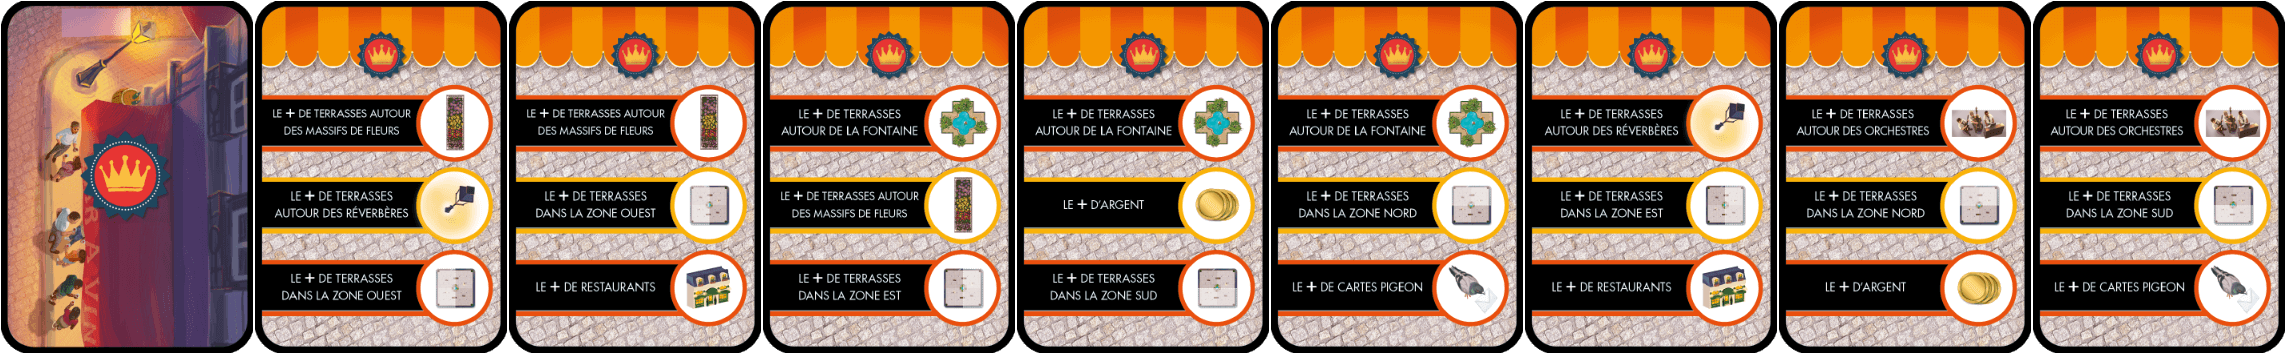 LE + DE TERRASSES AUTOUR
DES MASSIFS DE FLEURS
LE + DE TERRASSES
AUTOUR DES RÉVERBÈRES
LE + DE TERRASSES
DANS LA ZONE OUEST
LE + DE TERRASSES AUTOUR
DES MASSIFS DE FLEURS
LE + DE TERRASSES
DANS LA ZONE OUEST
LE + DE RESTAURANTS
LE + DE TERRASSES
AUTOUR DE LA FONTAINE
LE + DE TERRASSES AUTOUR
DES MASSIFS DE FLEURS
LE + DE TERRASSES
DANS LA ZONE EST
LE + DE TERRASSES
AUTOUR DE LA FONTAINE
LE + D'ARGENT
LE + DE TERRASSES
DANS LA ZONE SUD
LE + DE TERRASSES
AUTOUR DE LA FONTAINE
LE + DE TERRASSES
DANS LA ZONE NORD
LE + DE CARTES PIGEON
LE + DE TERRASSES
AUTOUR DES RÉVERBÈRES
LE + DE TERRASSES
DANS LA ZONE EST
LE + DE RESTAURANTS
LE + DE TERRASSES
AUTOUR DES ORCHESTRES
LE + DE TERRASSES
DANS LA ZONE NORD
LE + D'ARGENT
LE + DE TERRASSES
AUTOUR DES ORCHESTRES
LE + DE TERRASSES
DANS LA ZONE SUD
LE + DE CARTES PIGEON